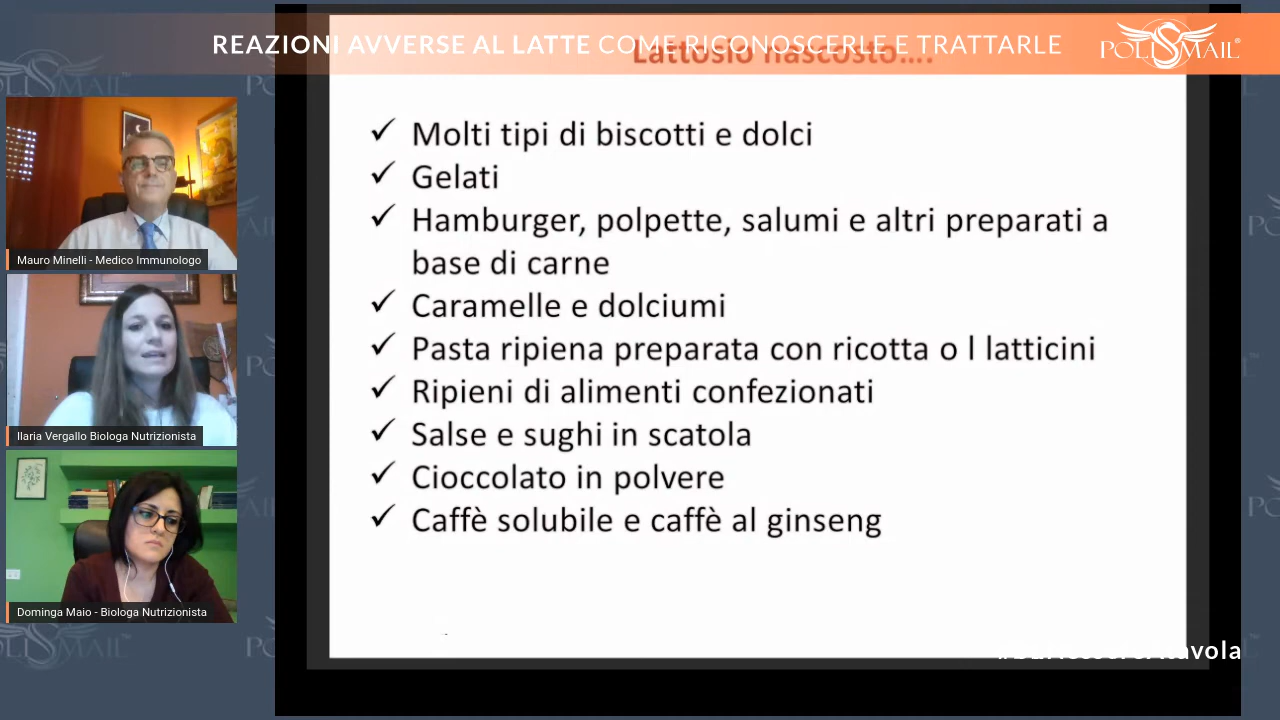 REAZIONI AVVERSE AL LATTE COME RICONOSCERLE E TRATTARLE
POLISMAIL
Lattosio nascosto....
Molti tipi di biscotti e dolci
Gelati
Hamburger, polpette, salumi e altri preparati a
base di carne
Caramelle e dolciumi
Pasta ripiena preparata con ricotta o l latticini
Ripieni di alimenti confezionati
Salse e sughi in scatola
Cioccolato in polvere
Caffè solubile e caffè al ginseng
Mauro Minelli - Medico Immunologo
Ilaria Vergallo Biologa Nutrizionista
Dominga Maio - Biologa Nutrizionista